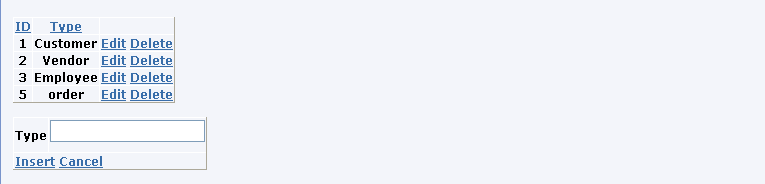 ID Type
1 Customer Edit Delete
2 Vendor Edit Delete
3 Employee Edit Delete
5 order Edit Delete
Type
Insert Cancel